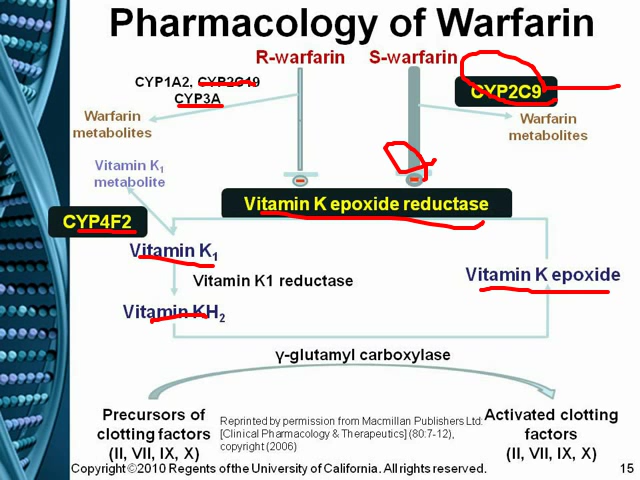 Pharmacology of Warfarin
R-warfarin
S-warfarin
CYP1A2, CYP2C19
CYP3A
CYP2C9
Warfarin
metabolites
Warfarin
metabolites
Vitamin K1
metabolite
Vitamin K epoxide reductase
CYP4F2
Vitamin K1
Vitamin K1 reductase
Vitamin K epoxide
Vitamin KH2
γ-glutamyl carboxylase
Precursors of
clotting factors
(II, VII, IX, X)
Reprinted by permission from Macmillan Publishers Ltd:
[Clinical Pharmacology & Therapeutics] (80:7-12),
copyright (2006)
Activated clotting
factors
(II, VII, IX, X)
Copyright ©2010 Regents of the University of California. All rights reserved.
15